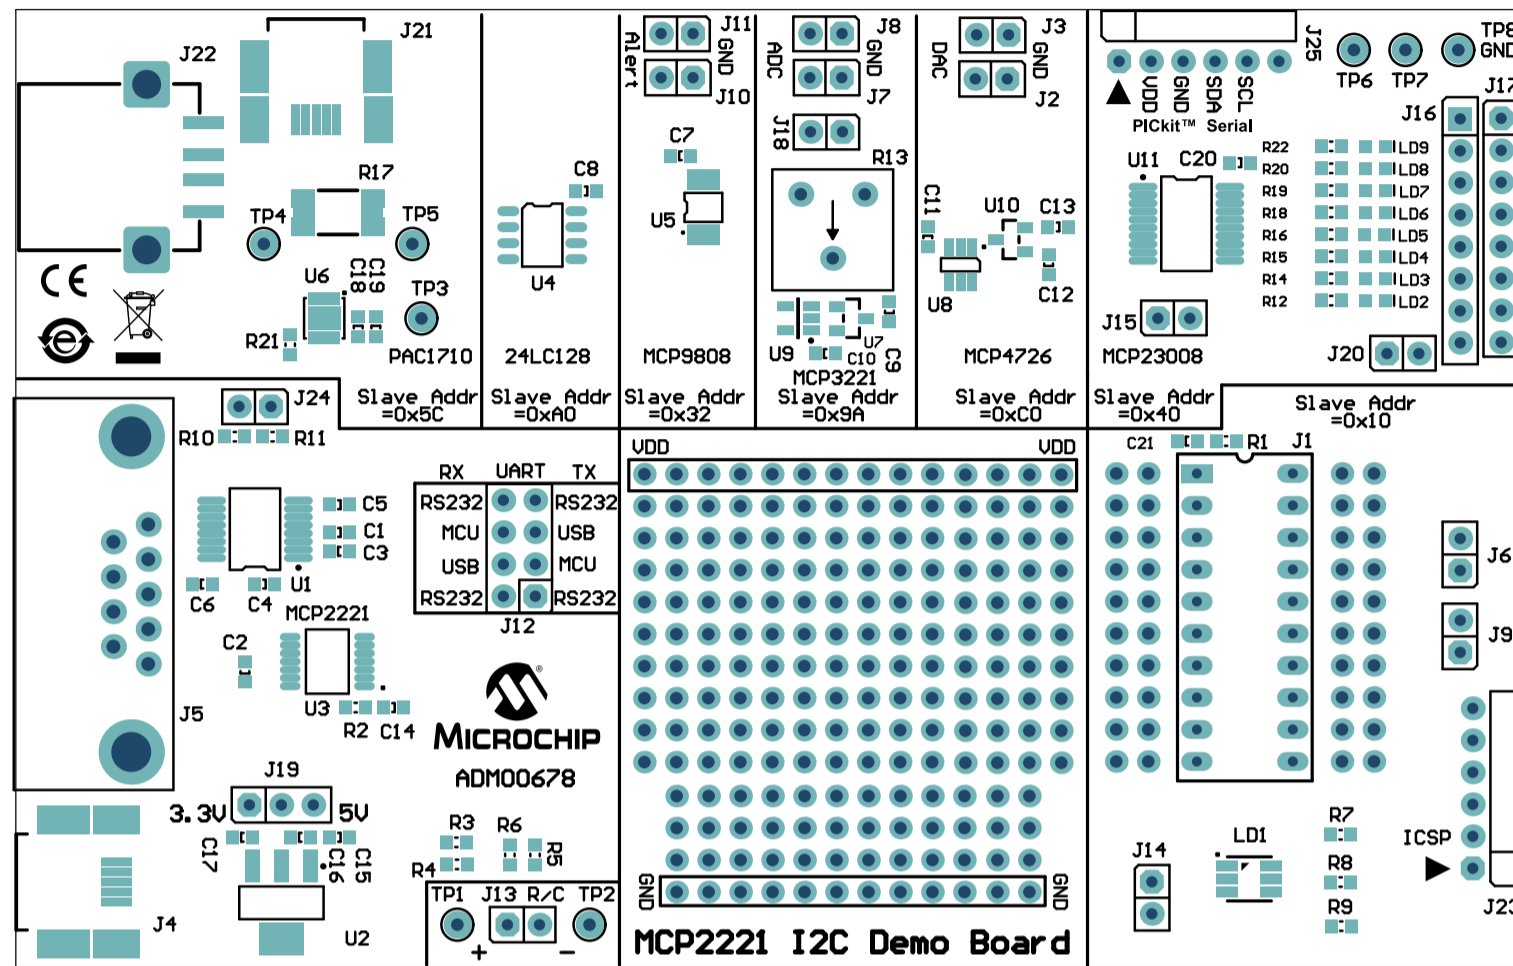 J22
J21
R17
TP4
TP5
U6
C18
C19
TP3
R21
PAC1710
Slave Addr
=0x5C
C8
U4
24LC128
Slave Addr
=0xA0
Alert
J11
GND
J10
C7
U5
MCP9808
Slave Addr
=0x32
ADC
J8
GND
J7
J18
R13
U9
U7
C10
C9
MCP3221
Slave Addr
=0x9A
DAC
J3
GND
J2
C11
U10
C13
U8
C12
MCP4726
Slave Addr
=0xC0
J25
VDD
GND
SDA
SCL
PICkit™ Serial
TP6
TP7
TP8
GND
J16
J17
U11
C20
R22
LD9
R20
LD8
R19
LD7
R18
LD6
R16
LD5
R15
LD4
R14
LD3
R12
LD2
J15
J20
MCP23008
Slave Addr
=0x40
Slave Addr
=0x10
J24
R10
R11
C5
C1
C3
U1
C6
C4
MCP2221
C2
U3
R2
C14
J5
RX UART TX
RS232 RS232
MCU USB
USB MCU
RS232 RS232
J12
MICROCHIP
®
ADM00678
J19
3.3V
5V
C17
C16
C15
J4
U2
R3
R6
R4
R5
TP1 J13 R/C TP2
+ -
VDD VDD
GND GND
MCP2221 I2C Demo Board
C21
R1
J1
J6
J9
R7
LD1
R8
R9
J14
ICSP
J23
CE
e